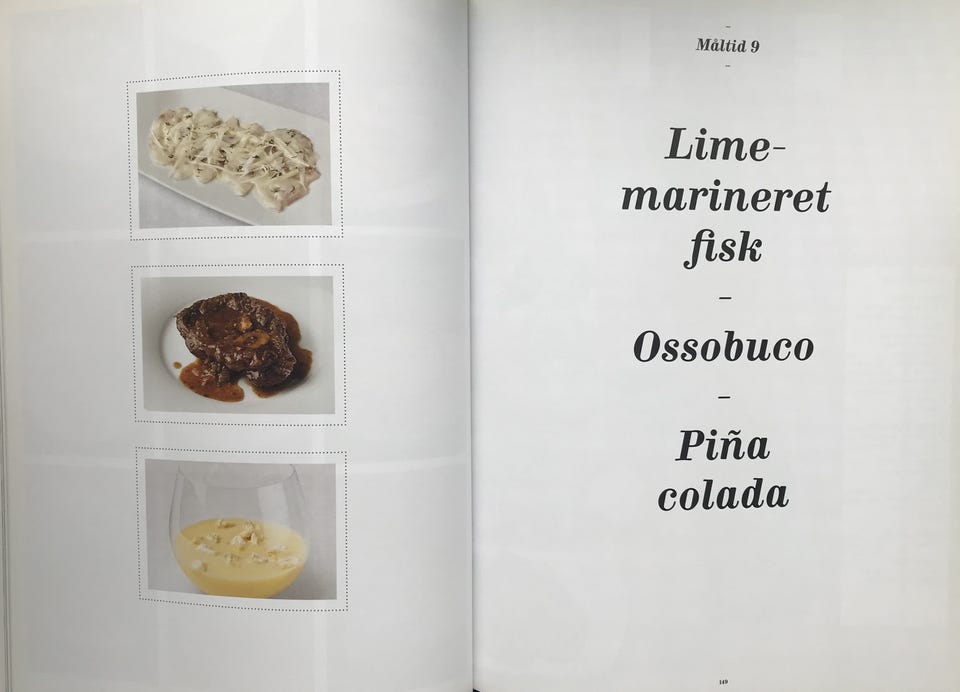 –
Måltid 9
–
Lime-
marineret
fisk
–
Ossobuco
–
Piña
colada
149